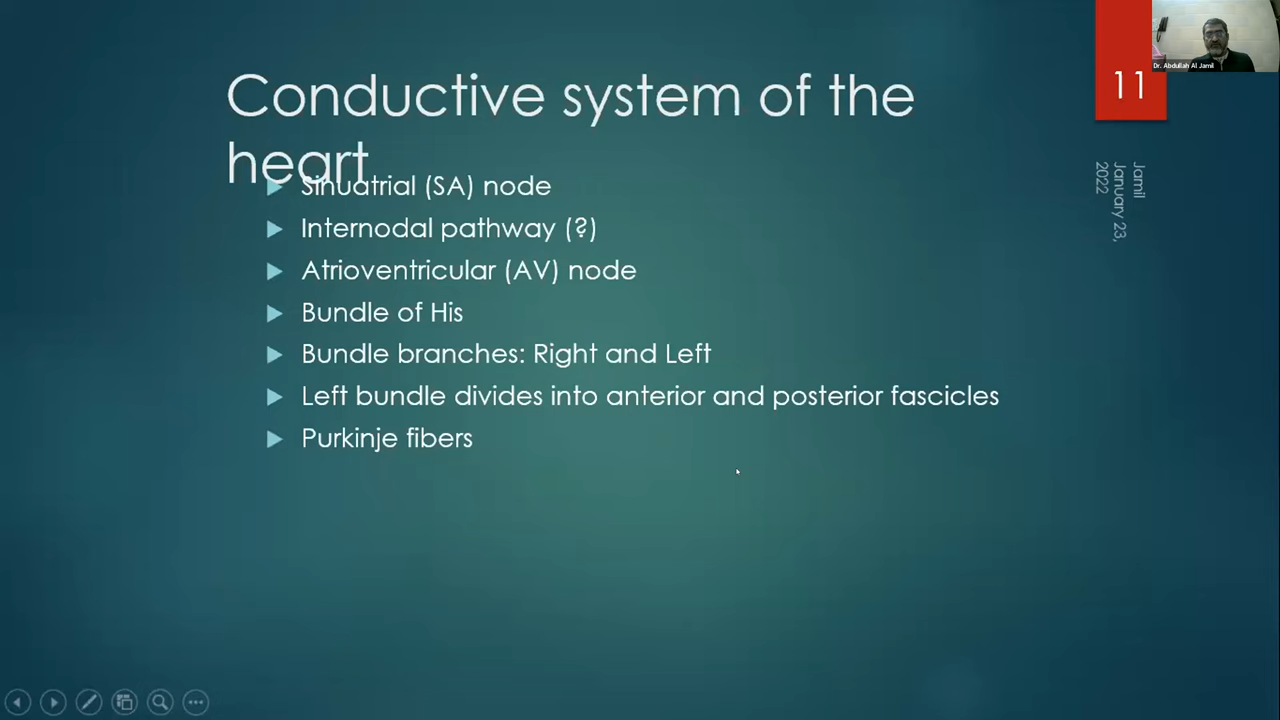 Conductive system of the
heart
Sinuatrial (SA) node
Internodal pathway (?)
Atrioventricular (AV) node
Bundle of His
Bundle branches: Right and Left
Left bundle divides into anterior and posterior fascicles
Purkinje fibers
11
Dr. Abdullah Al Jamil
Jamil
January 23,
2022